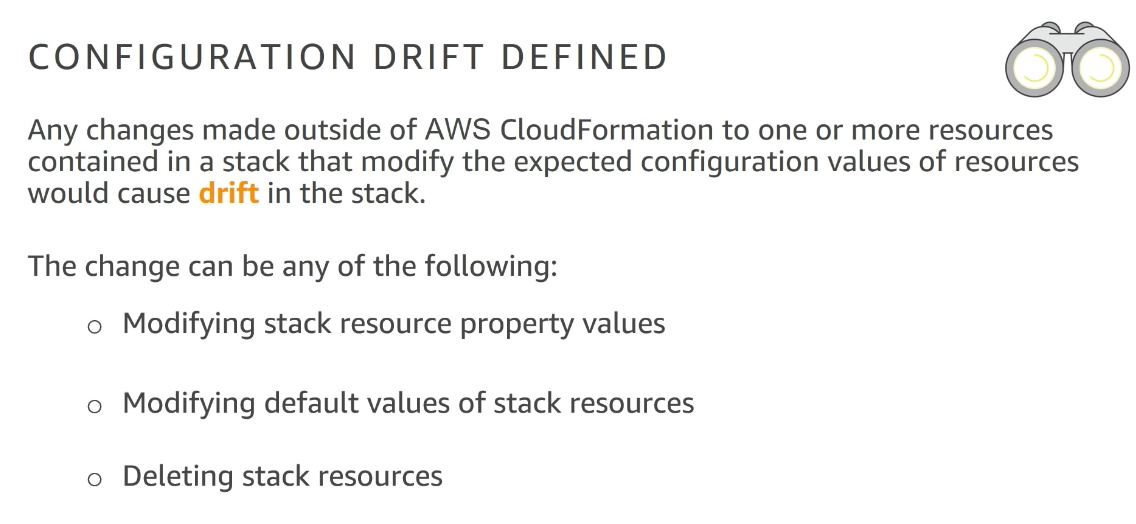 CONFIGURATION DRIFT DEFINED
Any changes made outside of AWS CloudFormation to one or more resources
contained in a stack that modify the expected configuration values of resources
would cause drift in the stack.
The change can be any of the following:
o Modifying stack resource property values
o Modifying default values of stack resources
o Deleting stack resources